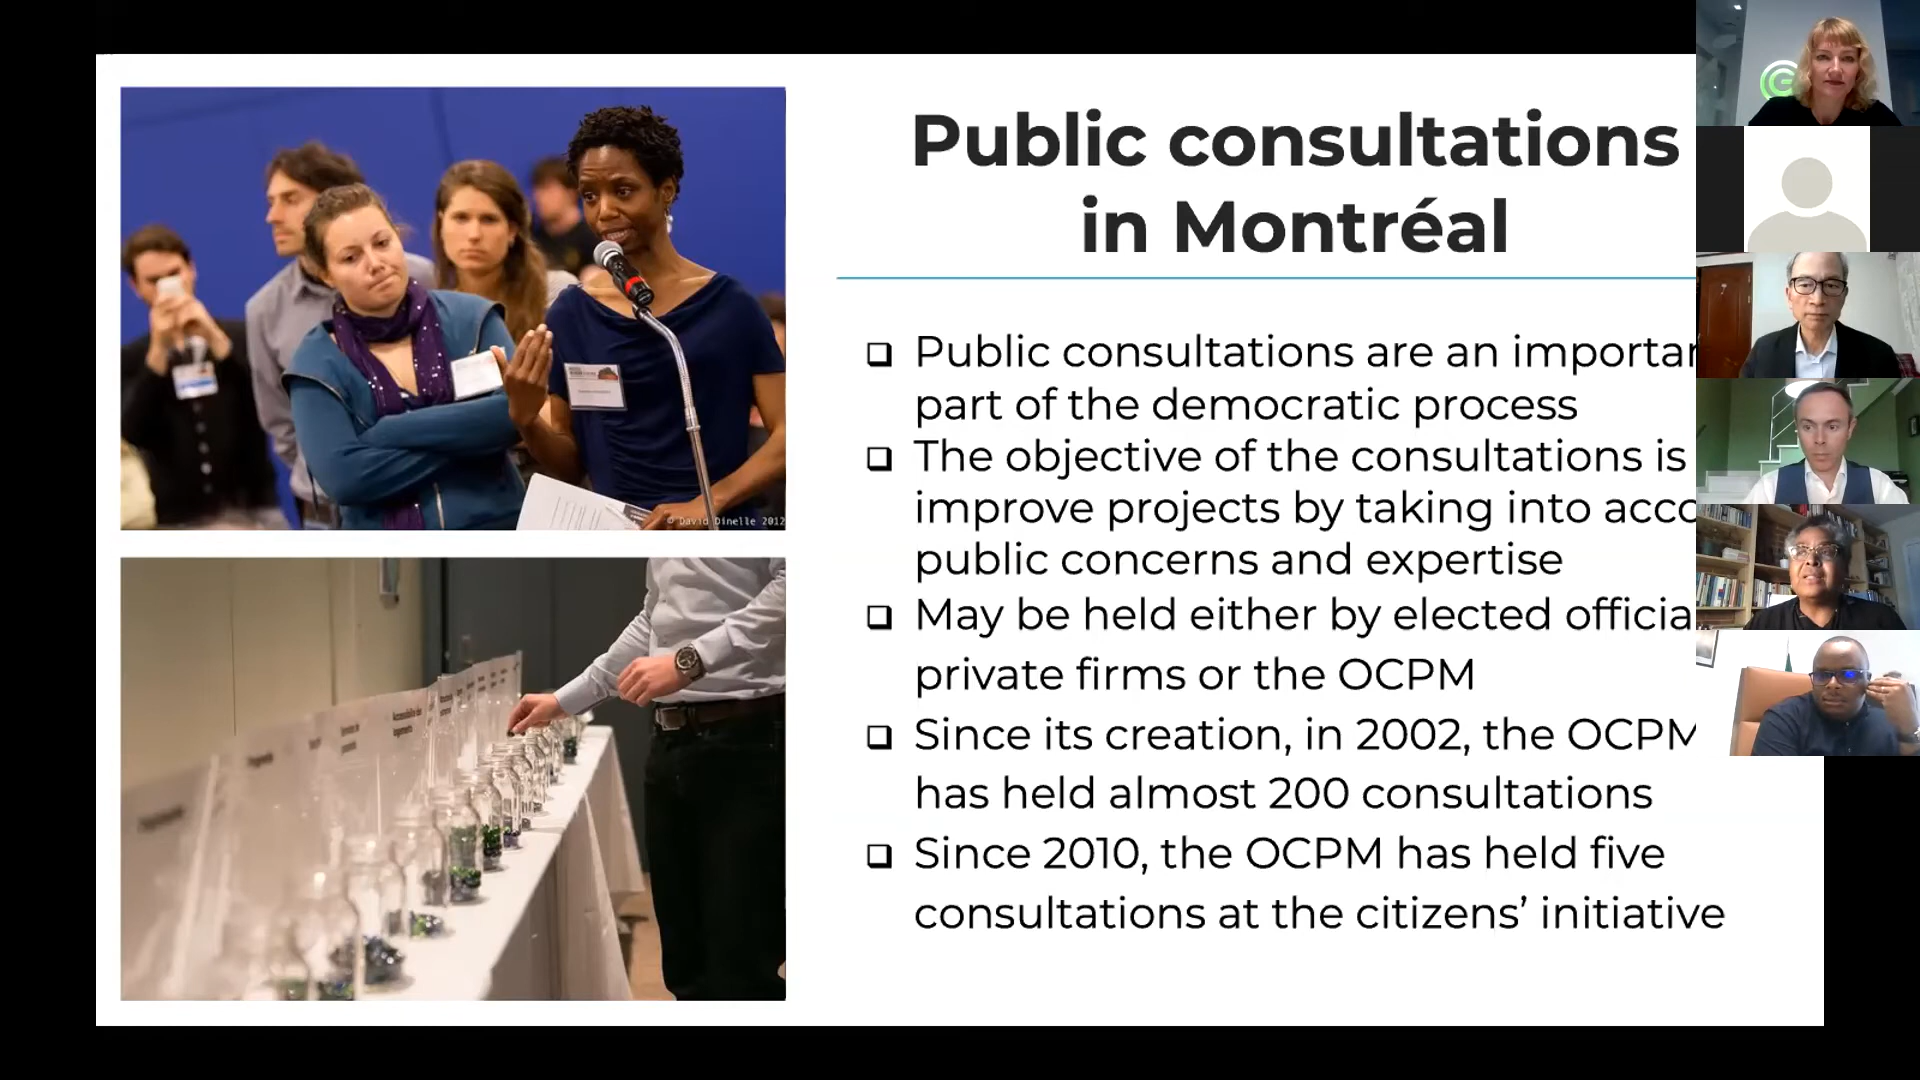 Public consultations
in Montréal
Public consultations are an importan
part of the democratic process
The objective of the consultations is
improve projects by taking into acco
public concerns and expertise
May be held either by elected officia
private firms or the OCPM
Since its creation, in 2002, the OCPM
has held almost 200 consultations
Since 2010, the OCPM has held five
consultations at the citizens’ initiative
© David Dinelle 2012